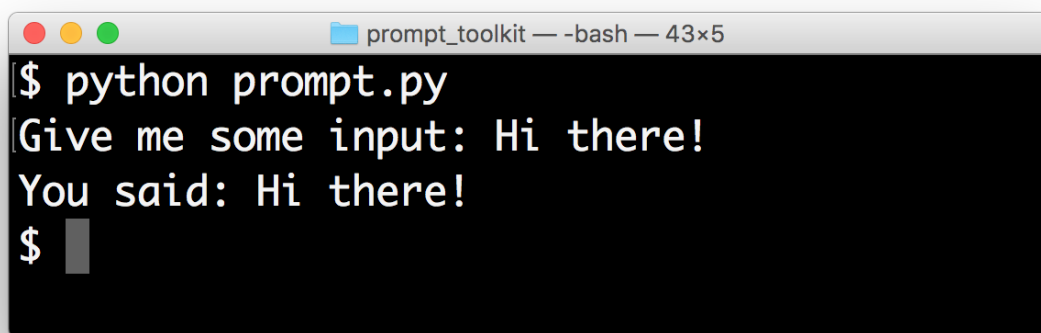 prompt_toolkit — -bash — 43×5
$ python prompt.py
Give me some input: Hi there!
You said: Hi there!
$